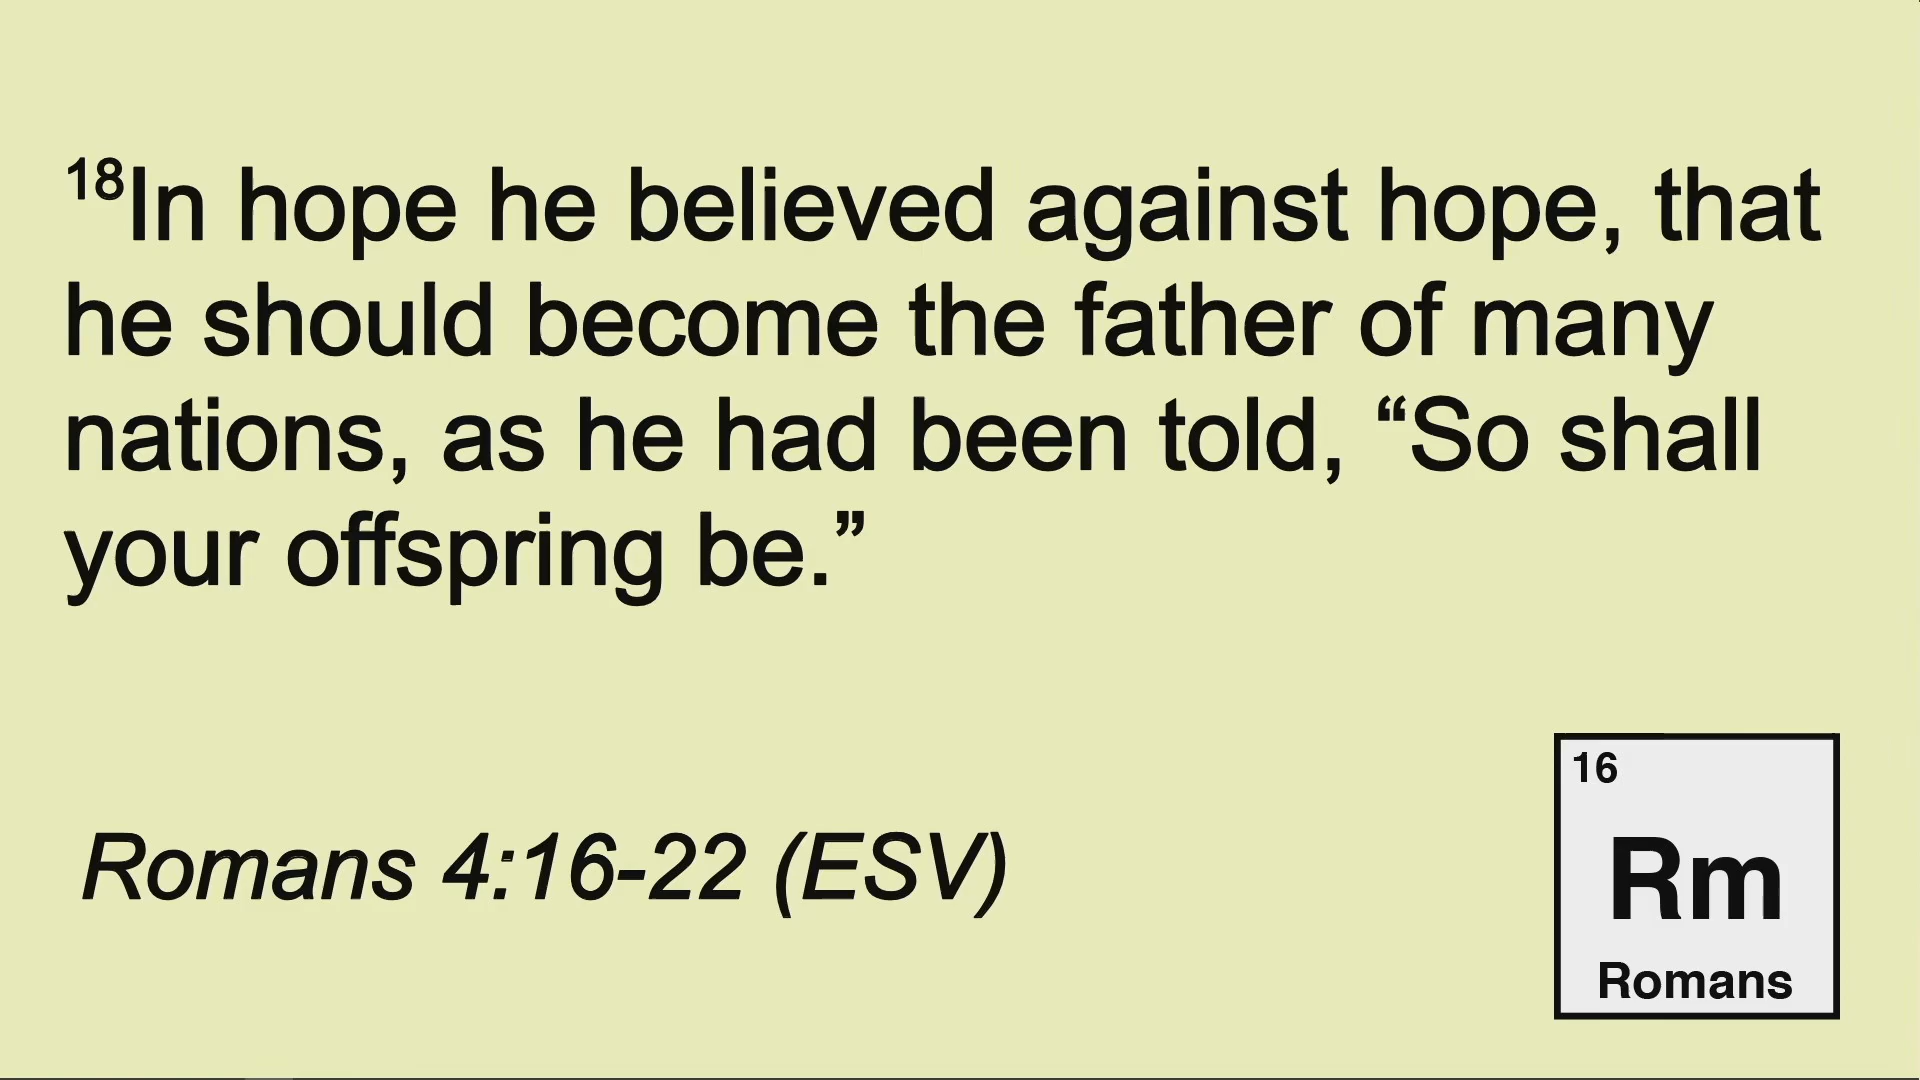 18In hope he believed against hope, that
he should become the father of many
nations, as he had been told, “So shall
your offspring be.”
Romans 4:16-22 (ESV)
16
Rm
Romans